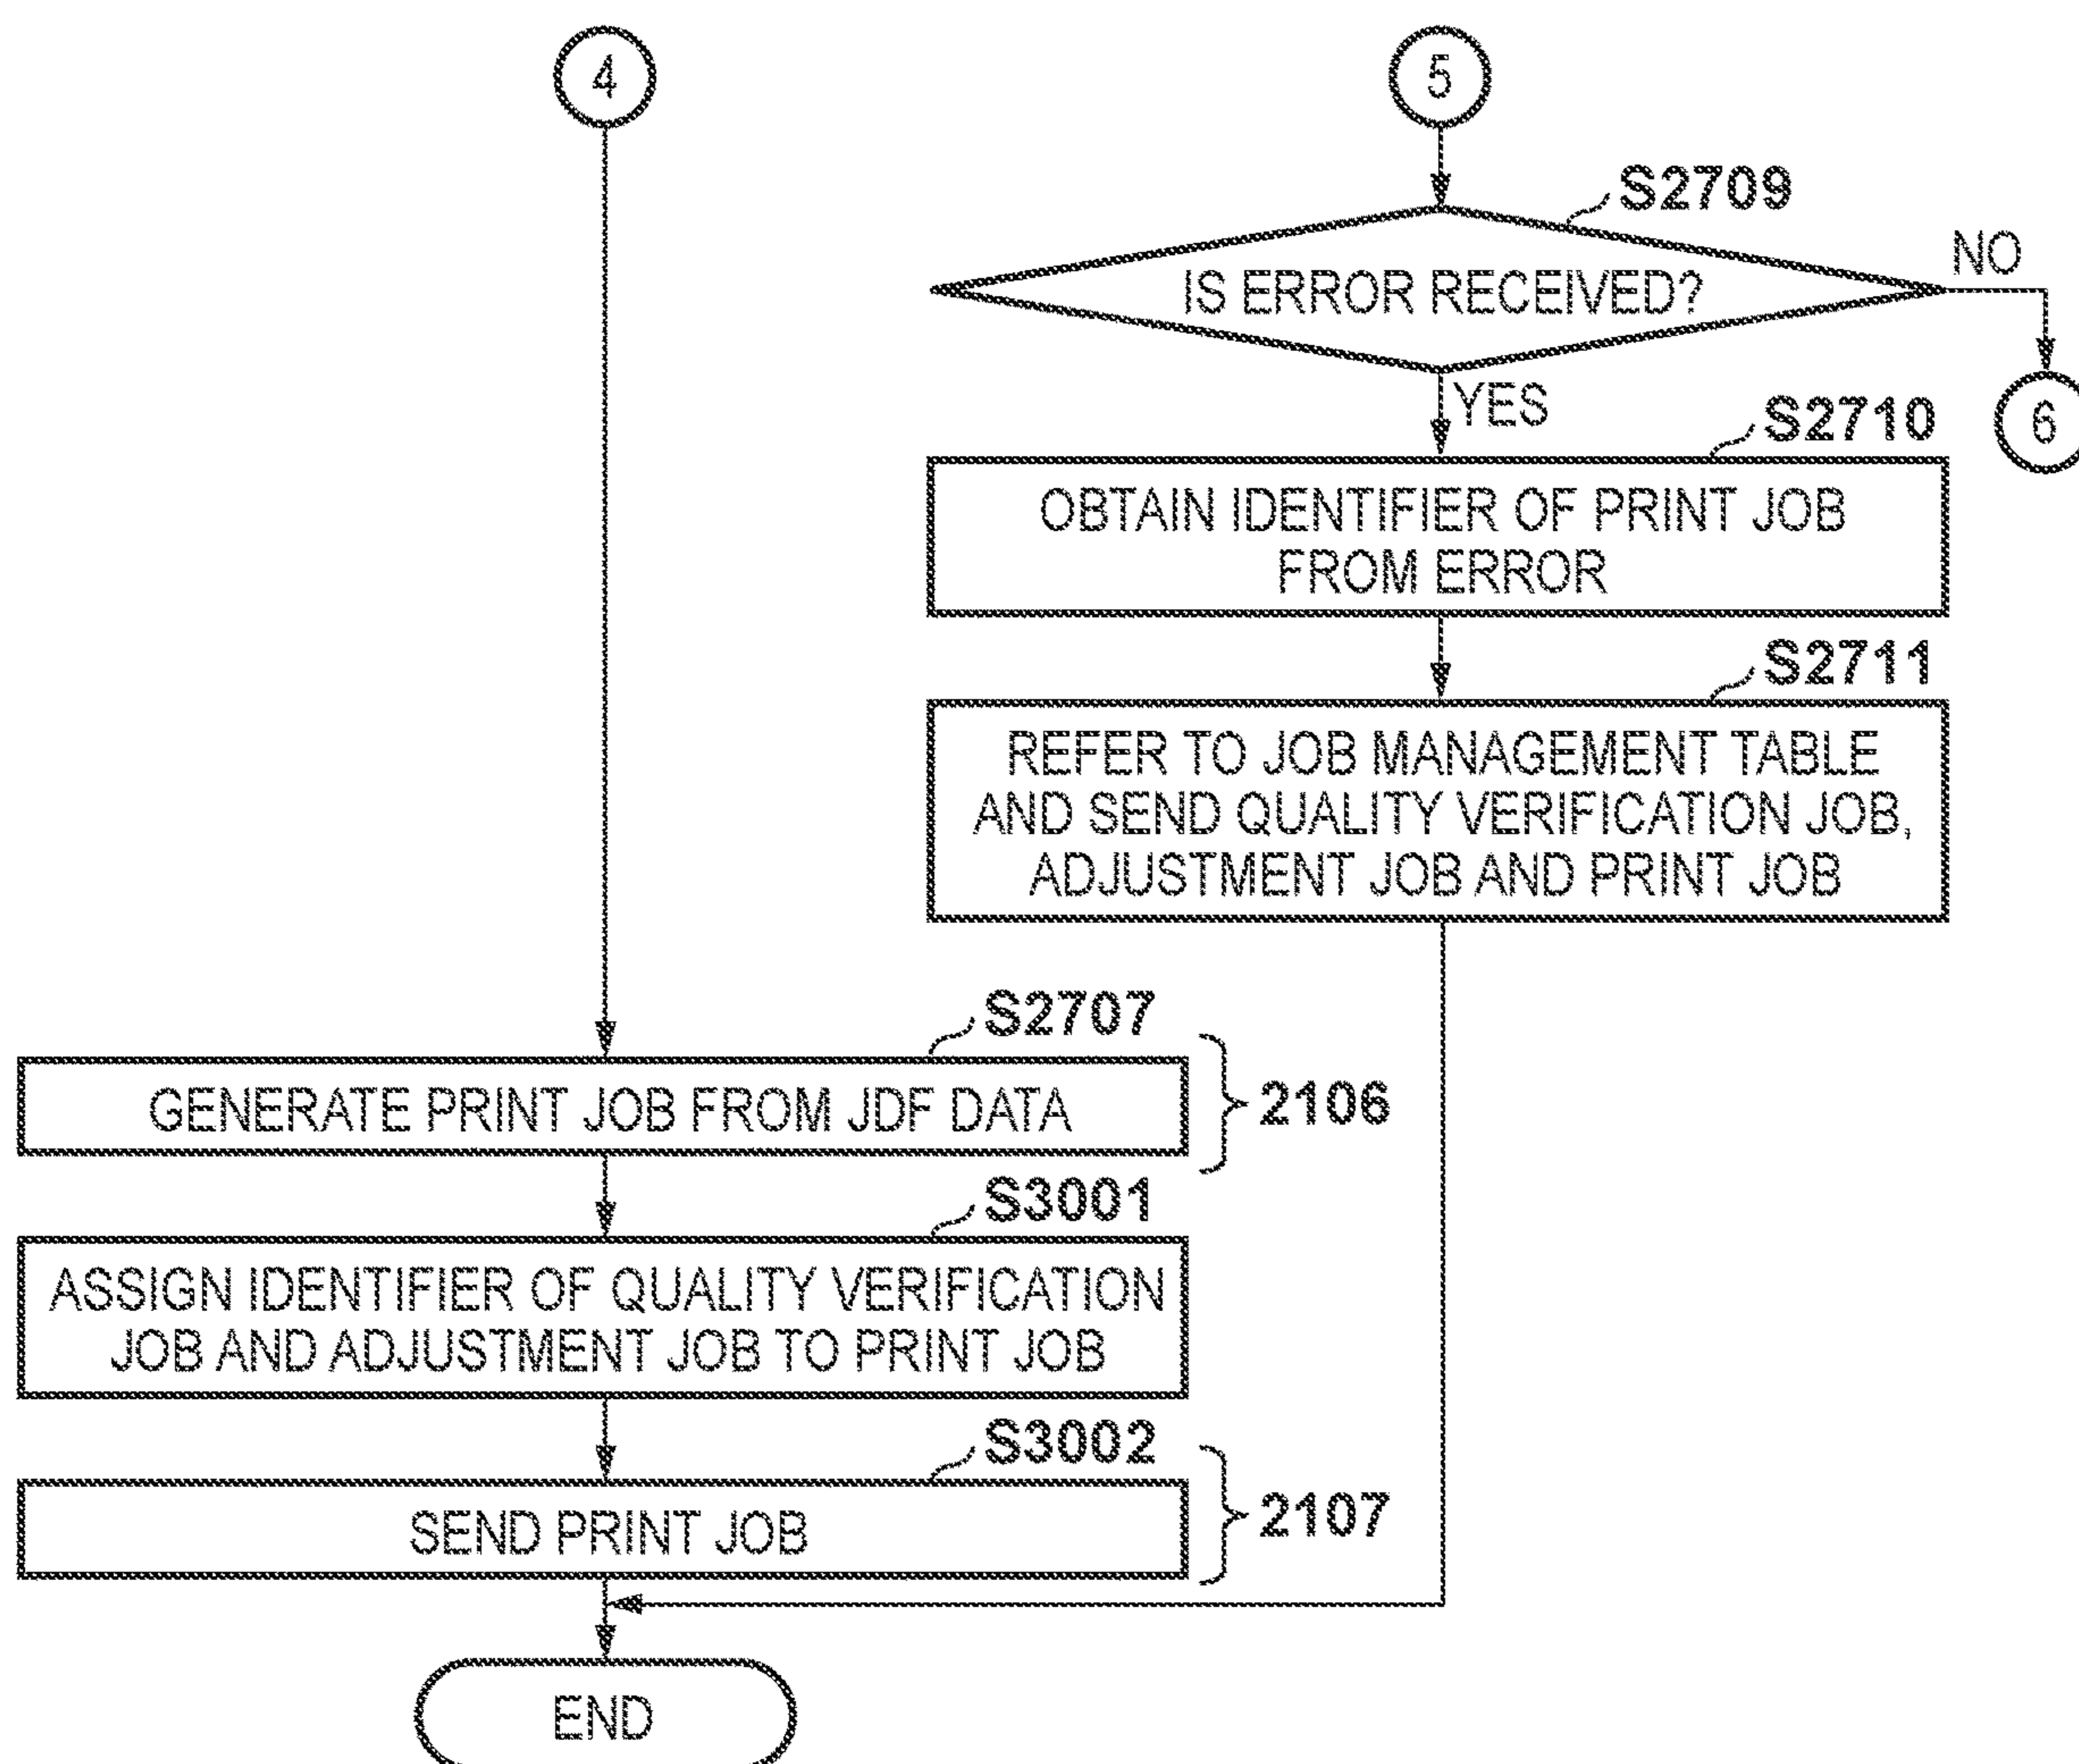 4
5
S2709
IS ERROR RECEIVED?
NO
YES
6
S2710
OBTAIN IDENTIFIER OF PRINT JOB
FROM ERROR
S2711
REFER TO JOB MANAGEMENT TABLE
AND SEND QUALITY VERIFICATION JOB,
ADJUSTMENT JOB AND PRINT JOB
S2707
GENERATE PRINT JOB FROM JDF DATA
2106
S3001
ASSIGN IDENTIFIER OF QUALITY VERIFICATION
JOB AND ADJUSTMENT JOB TO PRINT JOB
S3002
SEND PRINT JOB
2107
END